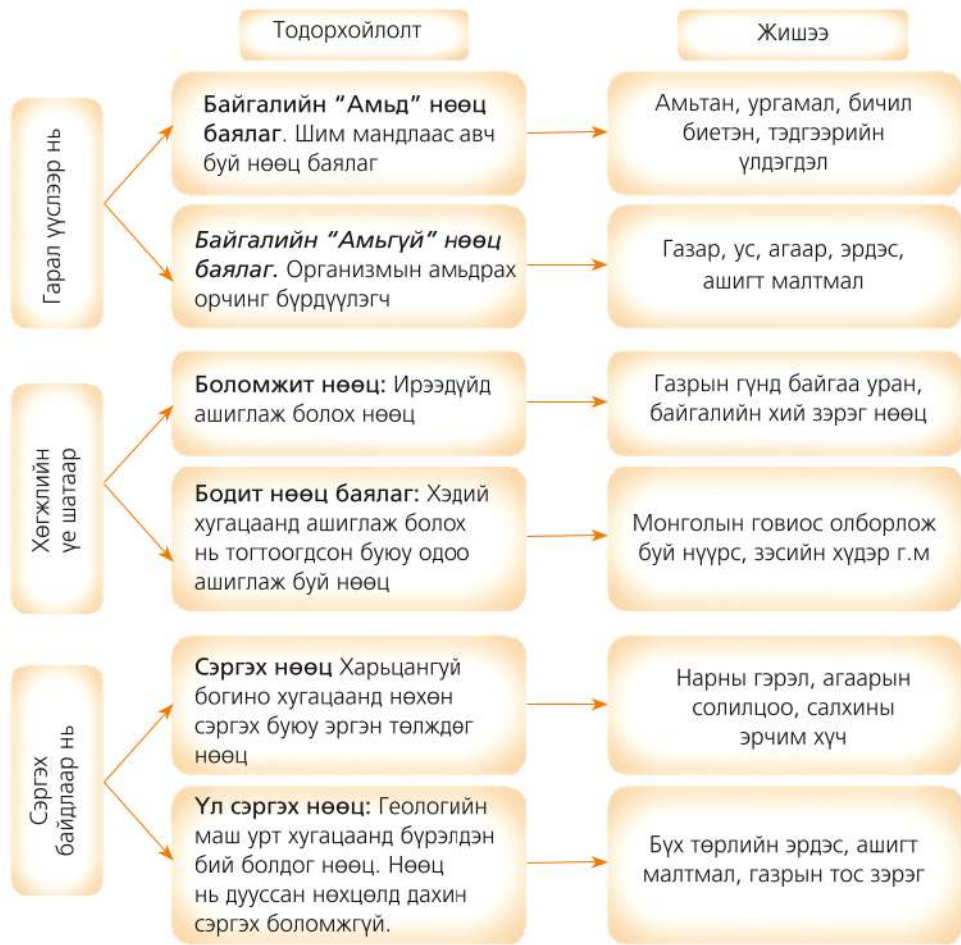 Тодорхойлолт
Жишээ
Гарал үүслээр нь
Байгалийн “Амьд” нөөц
баялаг. Шим мандлаас авч
буй нөөц баялаг
Амьтан, ургамал, бичил
биетэн, тэдгээрийн
үлдэгдэл
Байгалийн “Амьгүй” нөөц
баялаг. Организмын амьдрах
орчинг бүрдүүлэгч
Газар, ус, агаар, эрдэс,
ашигт малтмал
Хөгжлийн
үе шатаар
Боломжит нөөц: Ирээдүйд
ашиглаж болох нөөц
Газрын гүнд байгаа уран,
байгалийн хий зэрэг нөөц
Бодит нөөц баялаг: Хэдий
хугацаанд ашиглаж болох
нь тогтоогдсон буюу одоо
ашиглаж буй нөөц
Монголын говиос олборлож
буй нүүрс, зэсийн хүдэр г.м
Сэргэх
байдлаар нь
Сэргэх нөөц Харьцангуй
богино хугацаанд нөхөн
сэргэх буюу эргэн төлждөг
нөөц
Нарны гэрэл, агаарын
солилцоо, салхины
эрчим хүч
Үл сэргэх нөөц: Геологийн
маш урт хугацаанд бүрэлдэн
бий болдог нөөц. Нөөц
нь дууссан нөхцөлд дахин
сэргэх боломжгүй.
Бүх төрлийн эрдэс, ашигт
малтмал, газрын тос зэрэг